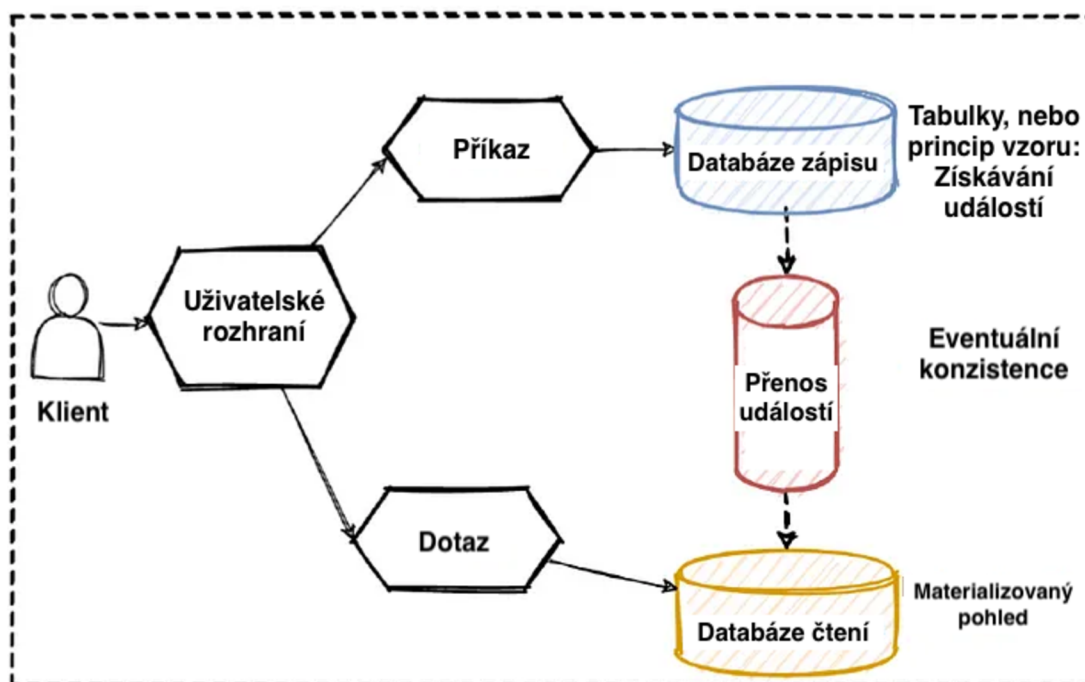 Příkaz
Databáze zápisu
Tabulky, nebo
princip vzoru:
Získávání
událostí
Uživatelské
rozhraní
Klient
Přenos
událostí
Eventuální
konzistence
Dotaz
Databáze čtení
Materializovaný
pohled